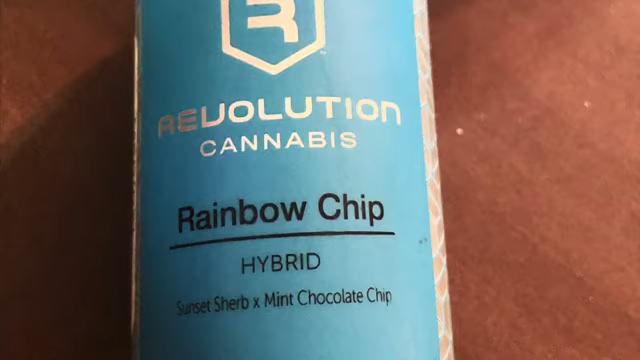 REVOLUTION
CANNABIS
Rainbow Chip
HYBRID
Sunset Sherb x Mint Chocolate Chip